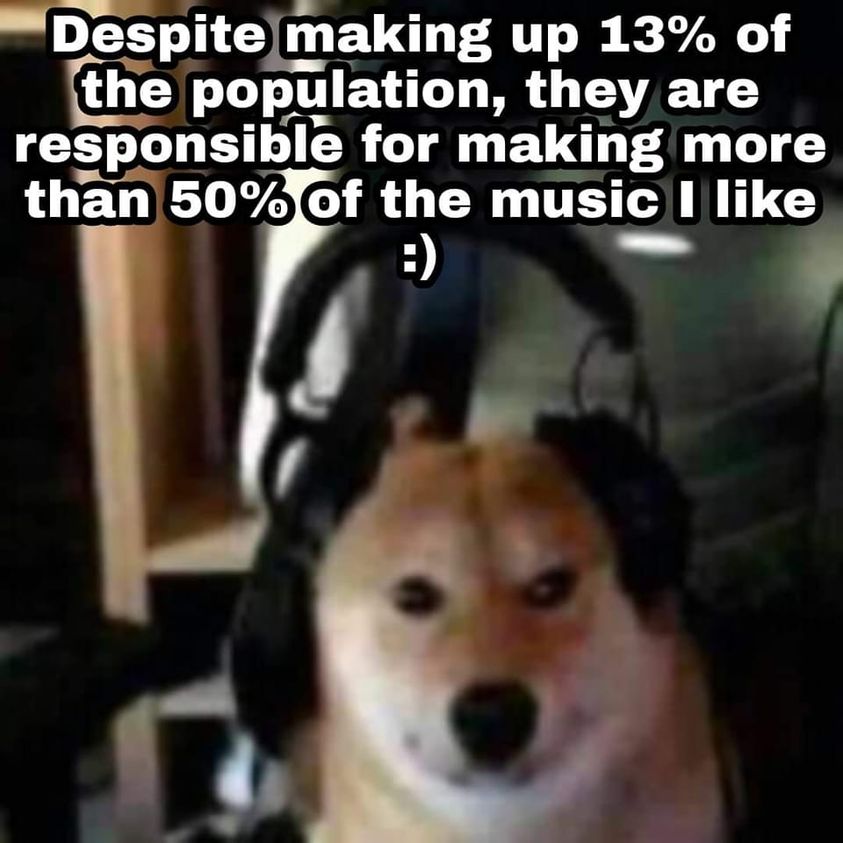 Despite making up 13% of
the population, they are
responsible for making more
than 50% of the music I like
:)